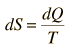 dS = dQ/T